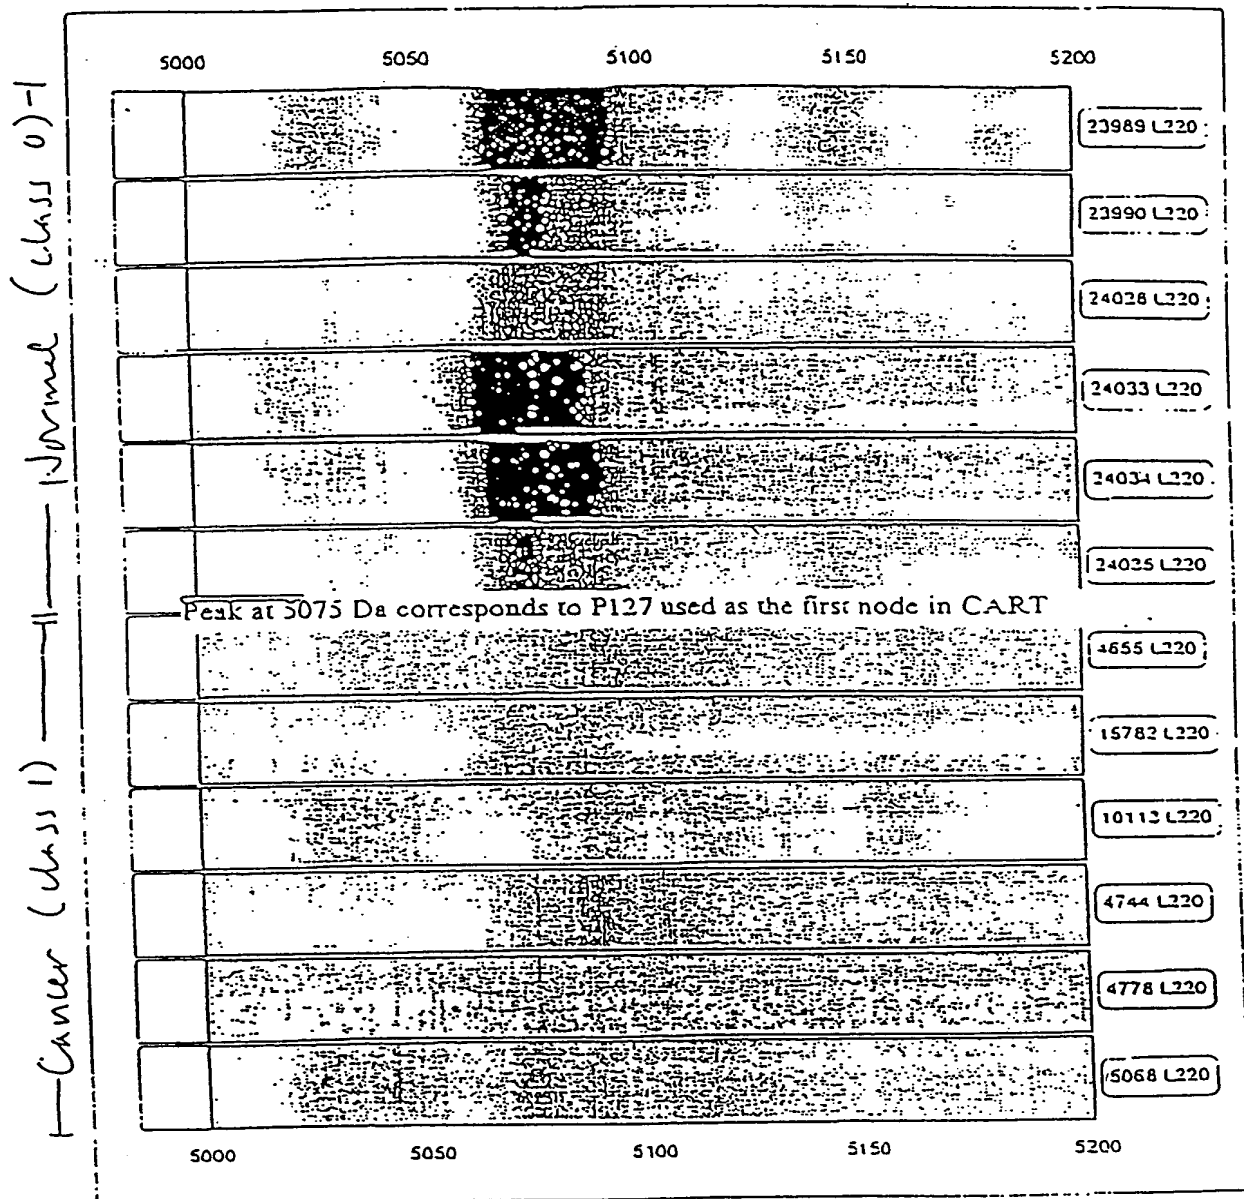 5000 5050 5100 5150 5200
23989 L220
23990 L220
24028 L220
24033 L220
24034 L220
24035 L220
Peak at 5075 Da corresponds to P127 used as the first node in CART
4655 L220
15782 L220
10113 L220
4744 L220
4778 L220
5068 L220
5000 5050 5100 5150 5200
Cancer (class 1) Normal (class 0)